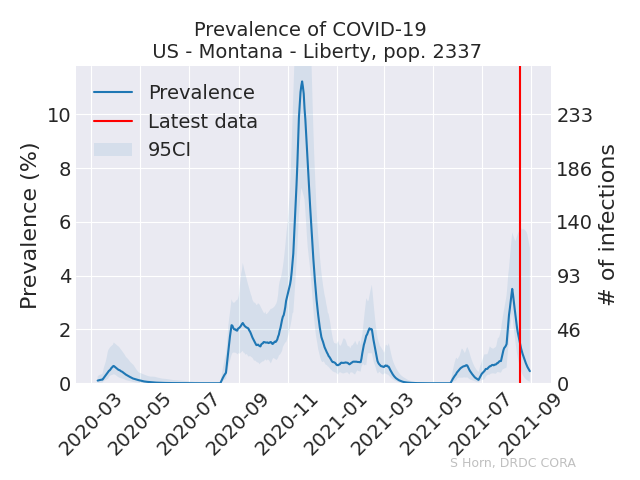 Prevalence of COVID-19
US - Montana - Liberty, pop. 2337
Prevalence
Latest data
95CI
Prevalence (%)
10
8
6
4
2
0
# of infections
233
186
140
93
46
0
2020-03
2020-05
2020-07
2020-09
2020-11
2021-01
2021-03
2021-05
2021-07
2021-09
S Horn, DRDC CORA